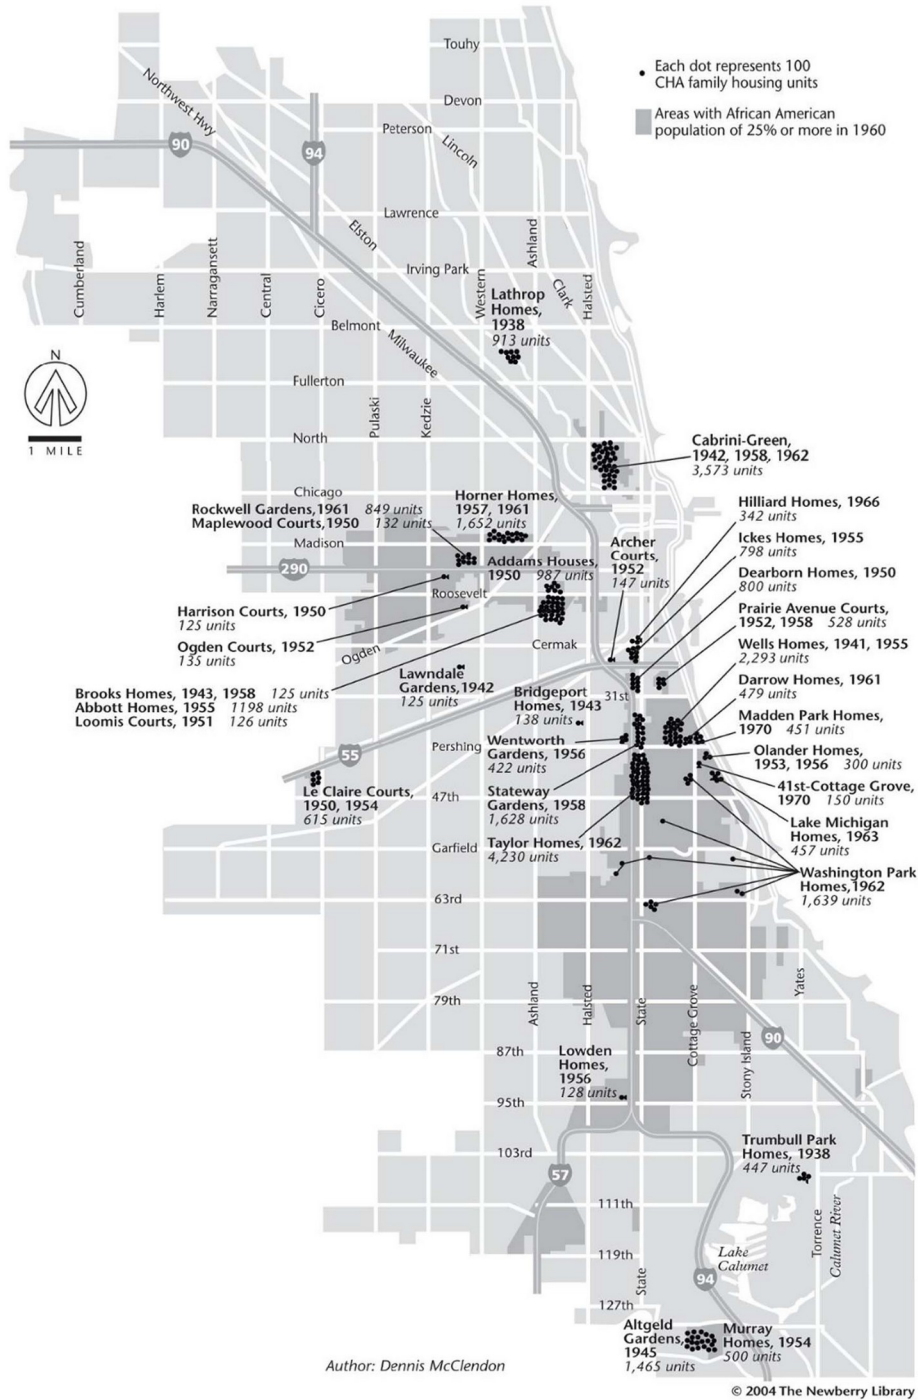 Touhy
Each dot represents 100
CHA family housing units
Devon
Areas with African American
population of 25% or more in 1960
Northwest Hwy
Peterson
Lincoln
90
94
Lawrence
Elston
Ashland
Cumberland
Harlem
Narragansett
Central
Cicero
Irving Park
Western
Clark
Halsted
Lathrop
Homes,
1938
913 units
Belmont
Milwaukee
N
1 MILE
Fullerton
Pulaski
Kedzie
North
Cabrini-Green,
1942, 1958, 1962
3,573 units
Chicago
Horner Homes,
1957, 1961
1,652 units
Rockwell Gardens,1961 849 units
Maplewood Courts,1950 132 units
Hilliard Homes, 1966
342 units
Madison
Archer
Courts,
1952
147 units
Ickes Homes, 1955
798 units
290
Addams Houses,
1950 987 units
Dearborn Homes, 1950
800 units
Roosevelt
Harrison Courts, 1950
125 units
Prairie Avenue Courts,
1952, 1958 528 units
Ogden Courts, 1952
135 units
Ogden
Cermak
Wells Homes, 1941, 1955
2,293 units
Lawndale
Gardens,1942
125 units
Brooks Homes, 1943, 1958 125 units
Abbott Homes, 1955 1198 units
Loomis Courts, 1951 126 units
Bridgeport
Homes, 1943
138 units
31st
Darrow Homes, 1961
479 units
Madden Park Homes,
1970 451 units
Wentworth
Gardens, 1956
422 units
Pershing
55
Olander Homes,
1953, 1956 300 units
Le Claire Courts,
1950, 1954
615 units
47th
Stateway
Gardens, 1958
1,628 units
41st-Cottage Grove,
1970 150 units
Lake Michigan
Homes, 1963
457 units
Garfield
Taylor Homes, 1962
4,230 units
Washington Park
Homes,1962
1,639 units
63rd
71st
79th
Ashland
Halsted
State
Cottage Grove
Stony Island
Yates
90
87th
Lowden
Homes,
1956
128 units
95th
103rd
57
Trumbull Park
Homes, 1938
447 units
111th
119th
State
Lake
Calumet
Torrence
Calumet River
94
127th
Altgeld
Gardens,
1945
1,465 units
Murray
Homes, 1954
500 units
Author: Dennis McClendon
© 2004 The Newberry Library